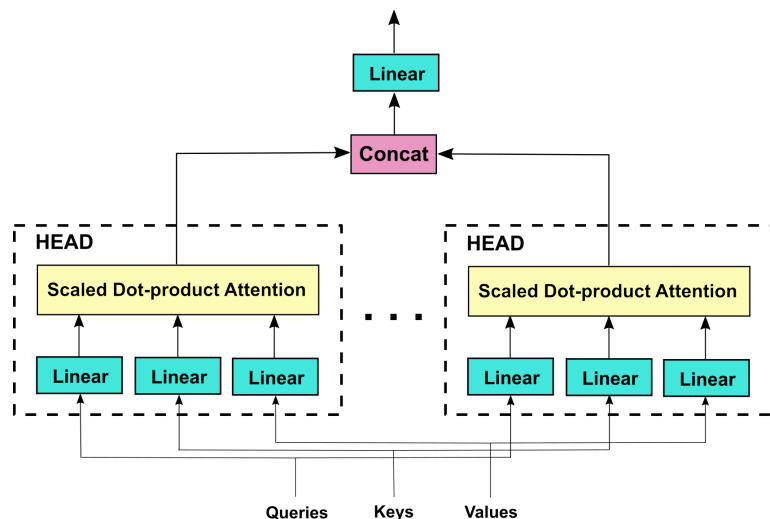 Linear
Concat
HEAD
HEAD
Scaled Dot-product Attention
Scaled Dot-product Attention
Linear
Linear
Linear
Linear
Linear
Linear
Queries
Keys
Values